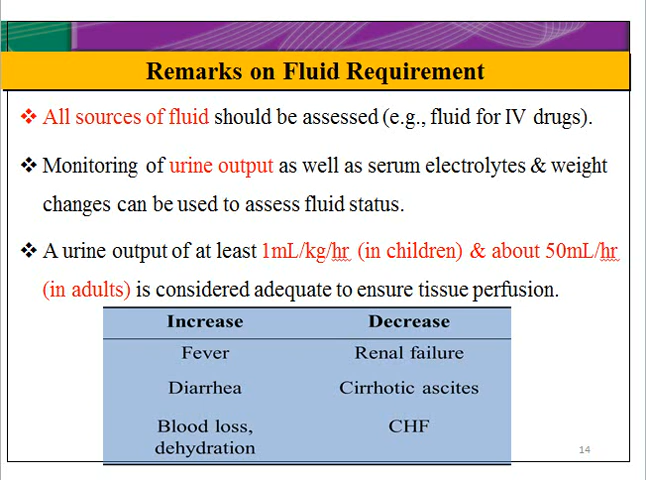 Remarks on Fluid Requirement
❖ All sources of fluid should be assessed (e.g., fluid for IV drugs).
❖ Monitoring of urine output as well as serum electrolytes & weight
changes can be used to assess fluid status.
❖ A urine output of at least 1mL/kg/hr (in children) & about 50mL/hr
(in adults) is considered adequate to ensure tissue perfusion.
Increase Decrease
Fever Renal failure
Diarrhea Cirrhotic ascites
Blood loss, CHF
dehydration
14